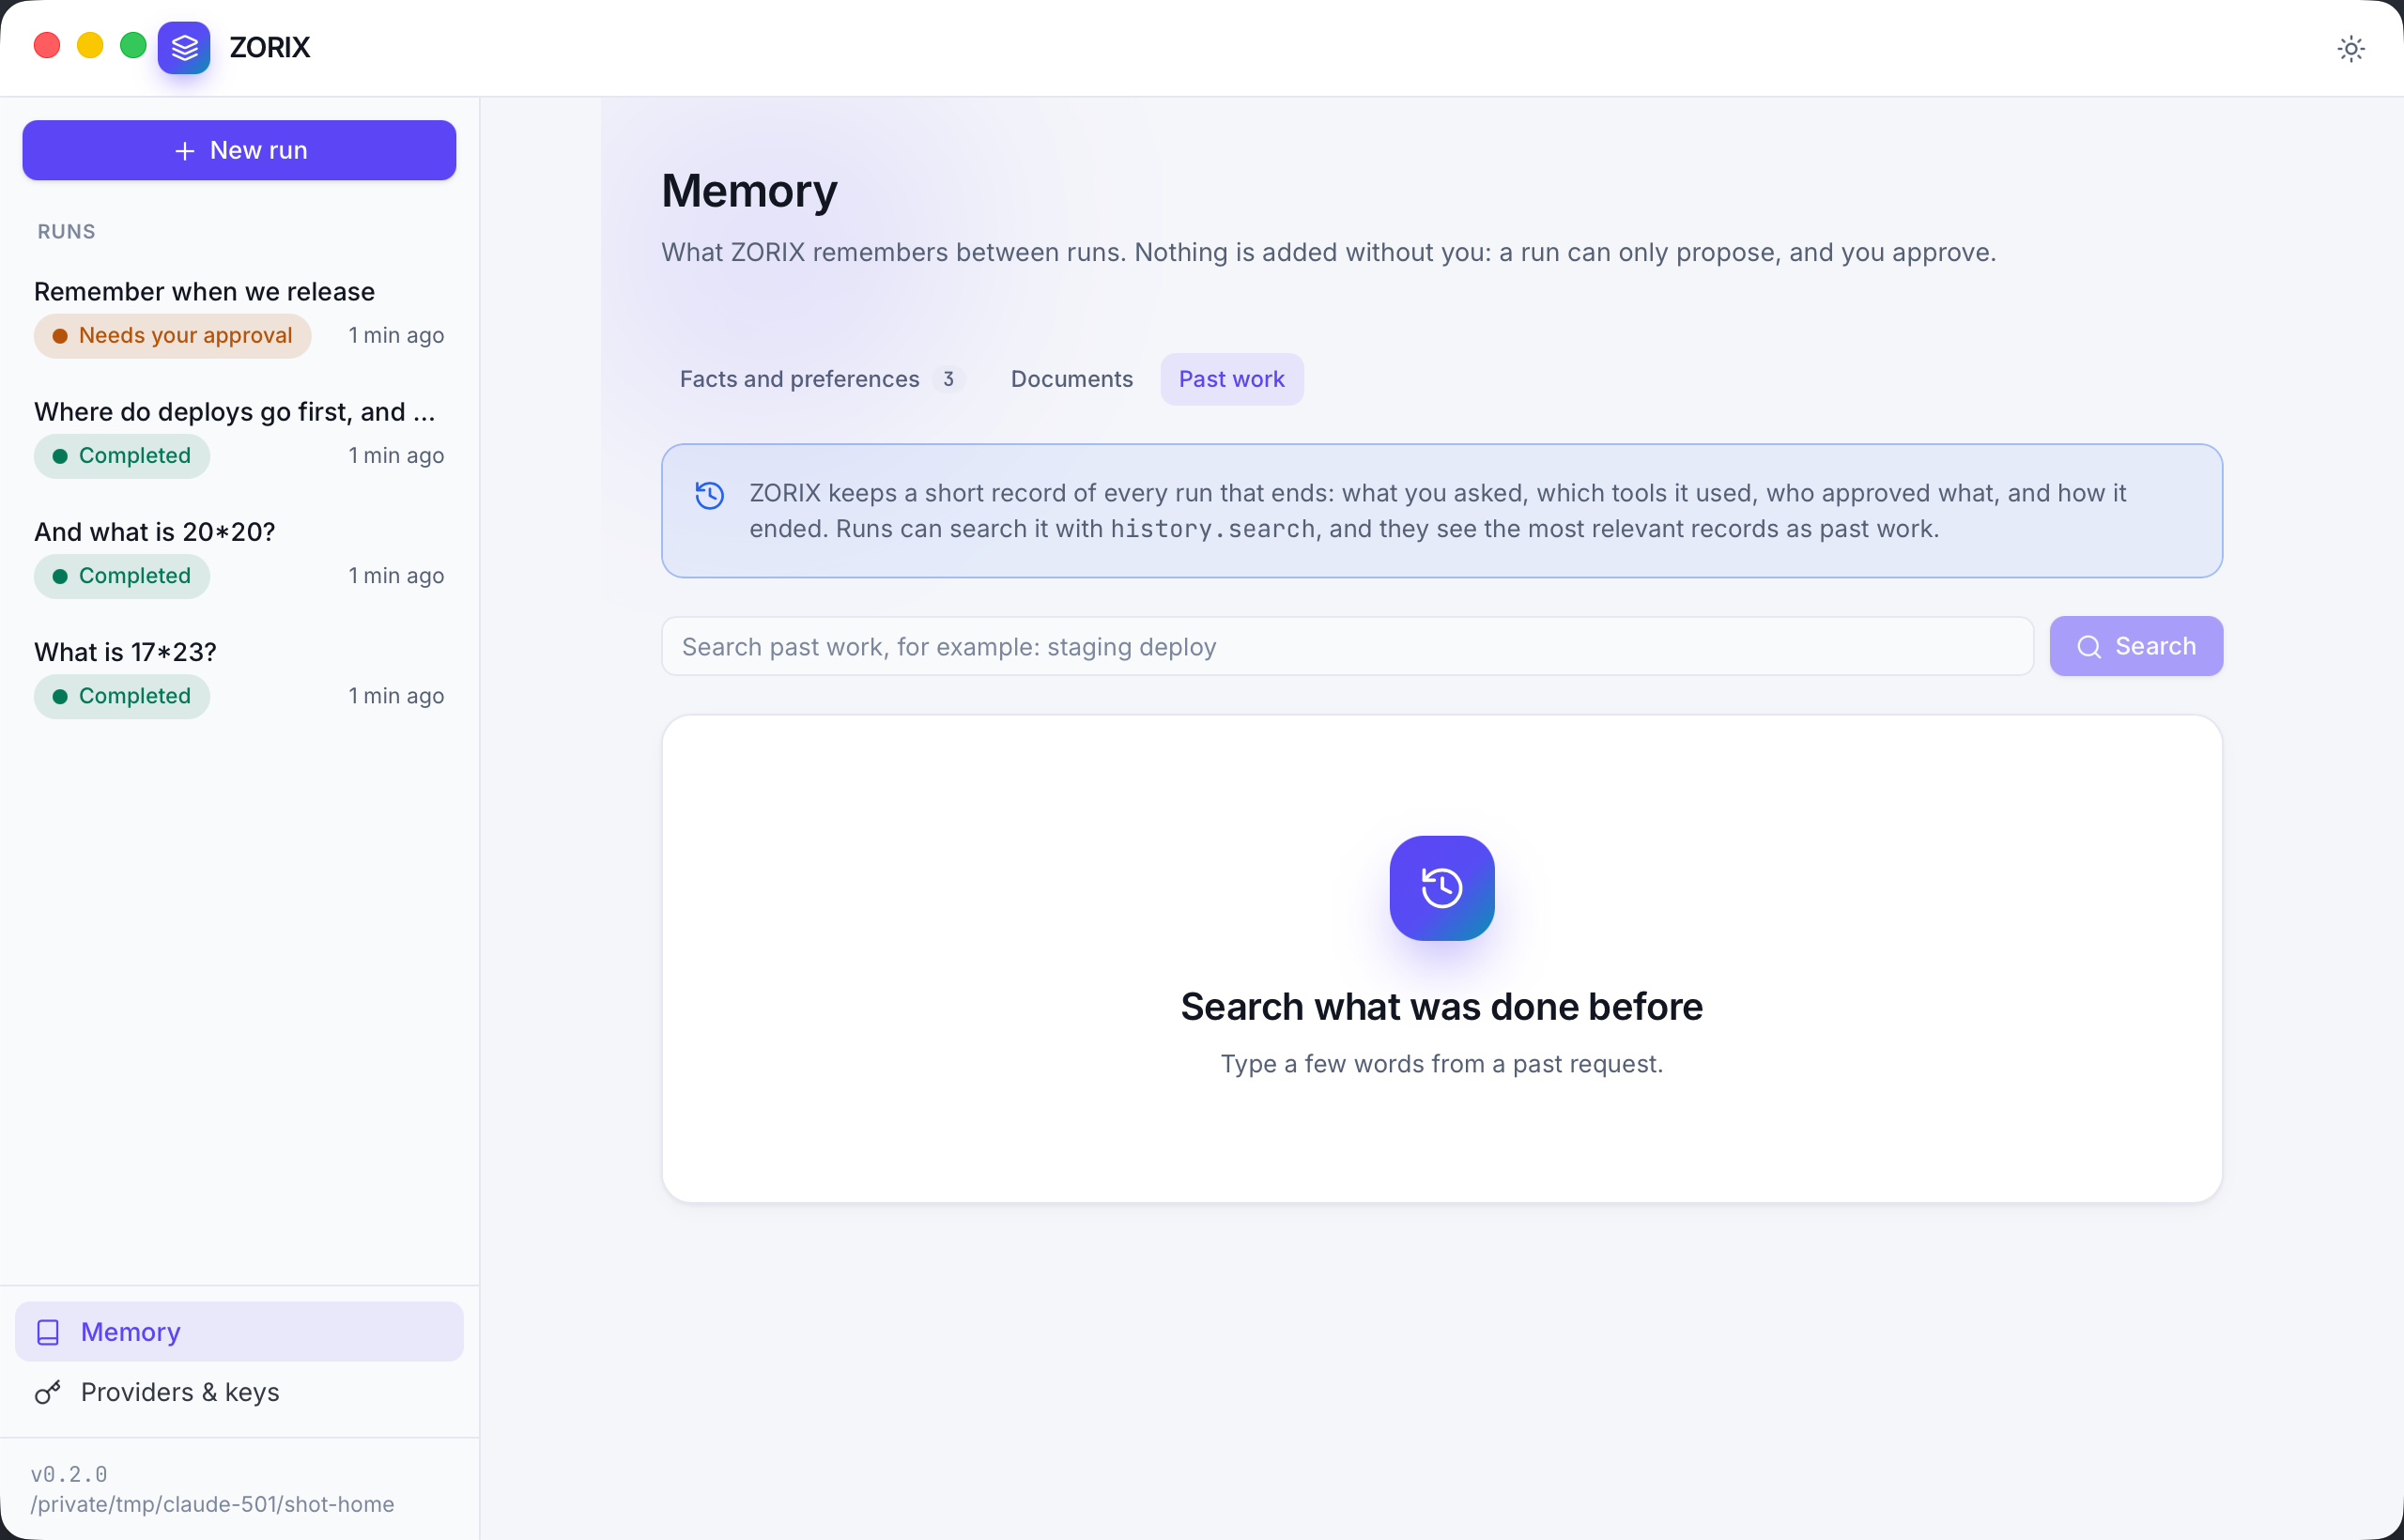 ZORIX
New run
RUNS
Remember when we release
Needs your approval 1 min ago
Where do deploys go first, and ...
Completed 1 min ago
And what is 20*20?
Completed 1 min ago
What is 17*23?
Completed 1 min ago
Memory
Providers & keys
v0.2.0
/private/tmp/claude-501/shot-home
Memory
What ZORIX remembers between runs. Nothing is added without you: a run can only propose, and you approve.
Facts and preferences 3 Documents Past work
ZORIX keeps a short record of every run that ends: what you asked, which tools it used, who approved what, and how it
ended. Runs can search it with history.search, and they see the most relevant records as past work.
Search past work, for example: staging deploy Search
Search what was done before
Type a few words from a past request.